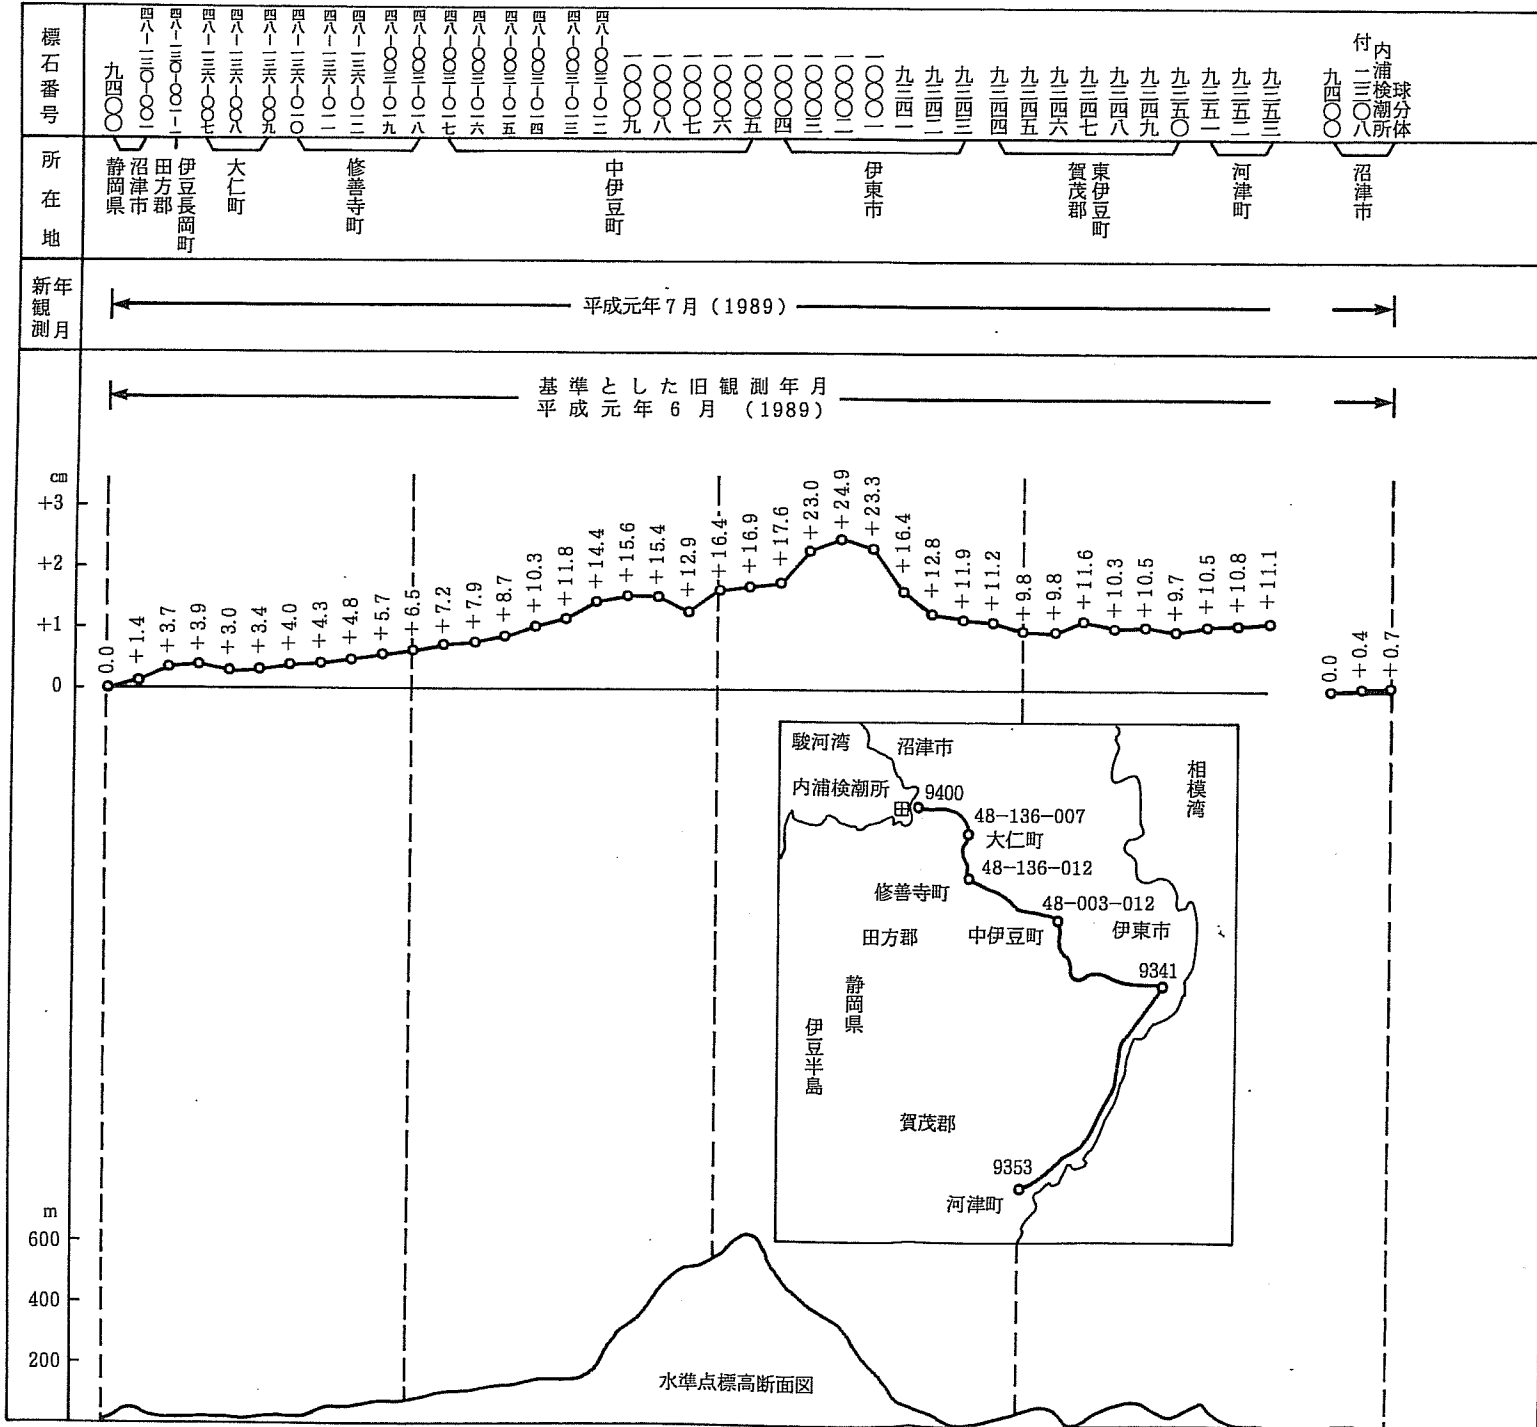 標石番号
九四〇〇
四八-一三〇-〇〇一
四八-一三六-〇〇七
四八-一三六-〇〇八
四八-一三六-〇〇九
四八-一三六-〇一〇
四八-一三六-〇一一
四八-一三六-〇一二
四八-〇〇三-〇一九
四八-〇〇三-〇一八
四八-〇〇三-〇一七
四八-〇〇三-〇一六
四八-〇〇三-〇一五
四八-〇〇三-〇一四
四八-〇〇三-〇一三
四八-〇〇三-〇一二
一〇〇〇九
一〇〇〇八
一〇〇〇七
一〇〇〇六
一〇〇〇五
一〇〇〇四
一〇〇〇三
一〇〇〇二
一〇〇〇一
九三四一
九三四二
九三四三
九三四四
九三四五
九三四六
九三四七
九三四八
九三四九
九三五〇
九三五一
九三五二
九三五三
九四〇〇
付 二三〇八
内浦検潮所
球分体
所在地
静岡県
沼津市
田方郡
伊豆長岡町
大仁町
修善寺町
中伊豆町
伊東市
賀茂郡
東伊豆町
河津町
沼津市
新観測
年月
平成元年7月(1989)
基準とした旧観測年月
平成元年6月 (1989)
cm
+3
+2
+1
0
0.0
+1.4
+3.7
+3.9
+3.0
+3.4
+4.0
+4.3
+4.8
+5.7
+6.5
+7.2
+7.9
+8.7
+10.3
+11.8
+14.4
+15.6
+15.4
+12.9
+16.4
+16.9
+17.6
+23.0
+24.9
+23.3
+16.4
+12.8
+11.9
+11.2
+9.8
+9.8
+11.6
+10.3
+10.5
+9.7
+10.5
+10.8
+11.1
0.0
+0.4
+0.7
駿河湾
沼津市
相模湾
内浦検潮所
9400
48-136-007
大仁町
48-136-012
修善寺町
48-003-012
田方郡
中伊豆町
伊東市
9341
静岡県
伊豆半島
賀茂郡
9353
河津町
m
600
400
200
水準点標高断面図